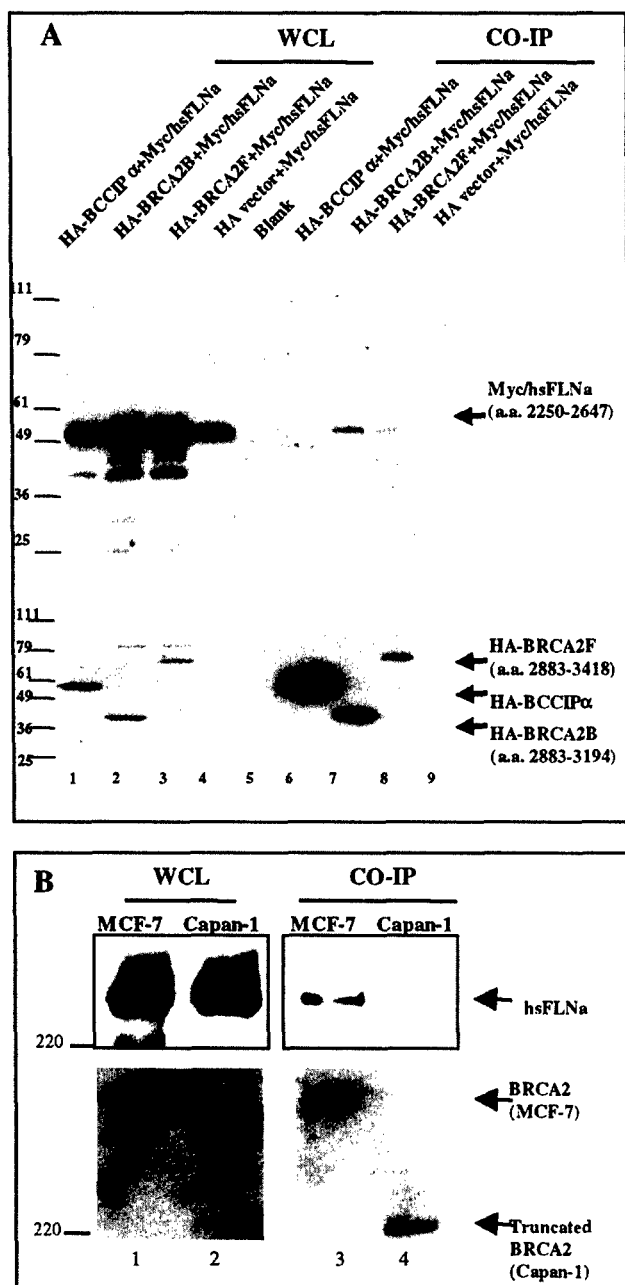 A
WCL
CO-IP
HA-BCCIP α+Myc/hsFLNa
HA-BRCA2B+Myc/hsFLNa
HA-BRCA2F+Myc/hsFLNa
HA vector+Myc/hsFLNa
Blank
HA-BCCIP α+Myc/hsFLNa
HA-BRCA2B+Myc/hsFLNa
HA-BRCA2F+Myc/hsFLNa
HA vector+Myc/hsFLNa
111
79
61
49
36
25
Myc/hsFLNa
(a.a. 2250-2647)
111
79
61
49
36
25
HA-BRCA2F
(a.a. 2883-3418)
HA-BCCIPα
HA-BRCA2B
(a.a. 2883-3194)
1 2 3 4 5 6 7 8 9
B
WCL
CO-IP
MCF-7 Capan-1
MCF-7 Capan-1
hsFLNa
220
BRCA2
(MCF-7)
220
Truncated
BRCA2
(Capan-1)
1 2 3 4